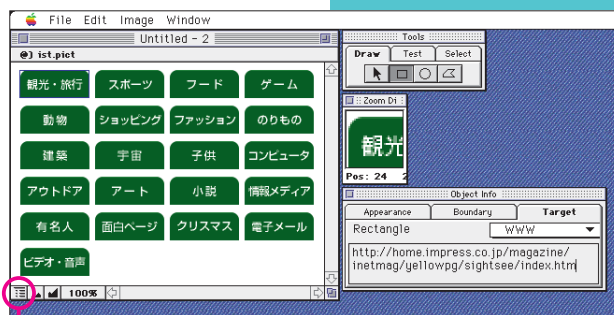 File Edit Image Window
Untitled - 2
@) ist.pict
観光・旅行 スポーツ フード ゲーム
動物 ショッピング ファッション のりもの
建築 宇宙 子供 コンピュータ
アウトドア アート 小説 情報メディア
有名人 面白ページ クリスマス 電子メール
ビデオ・音声
100%
Tools
Draw Test Select
Zoom Di
観光
Pos: 24 2
Object Info
Appearance Boundary Target
Rectangle WWW
http://home.impress.co.jp/magazine/
inetmag/yellowpg/sightsee/index.htm